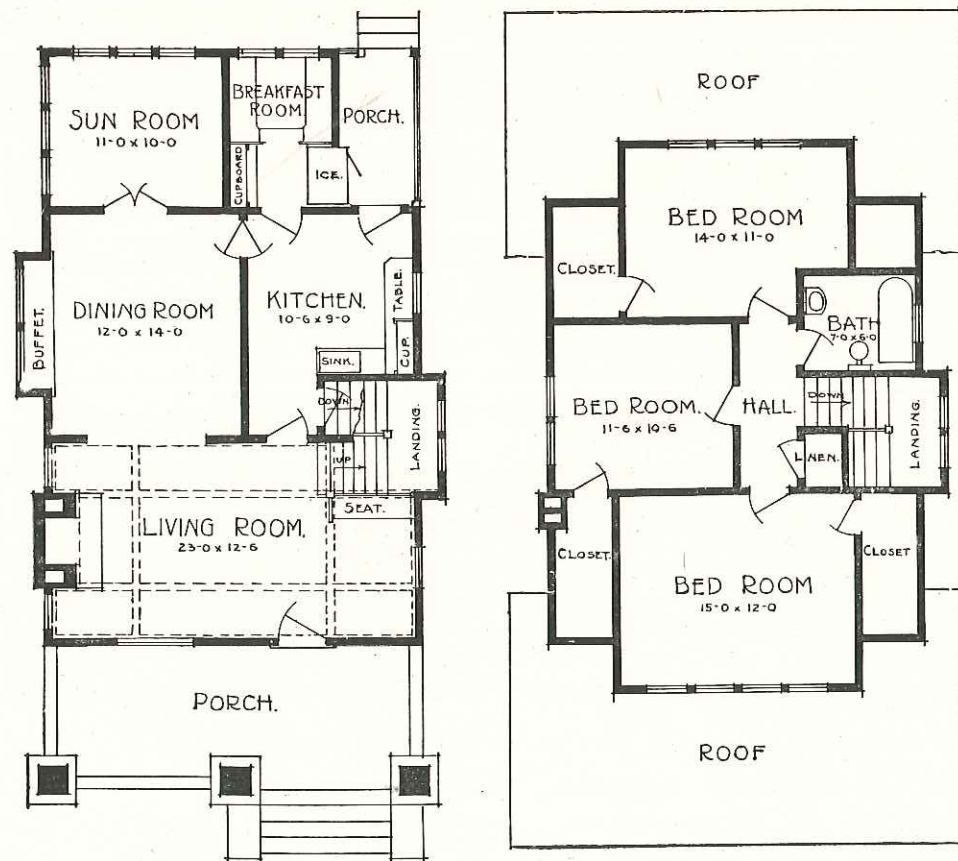 SUN ROOM
11-0 x 10-0
BREAKFAST
ROOM.
PORCH.
CUPBOARD
ICE.
DINING ROOM
12-0 x 14-0
BUFFET.
KITCHEN.
10-6 x 9-0
TABLE.
CUP.
SINK.
DOWN
UP
LANDING.
SEAT.
LIVING ROOM.
23-0 x 12-6
PORCH.
ROOF
BED ROOM
14-0 x 11-0
CLOSET.
BATH
7-0 x 6-0
BED ROOM.
11-6 x 10-6
HALL.
DOWN
LANDING.
LINEN.
CLOSET
BED ROOM
15-0 x 12-0
CLOSET
ROOF